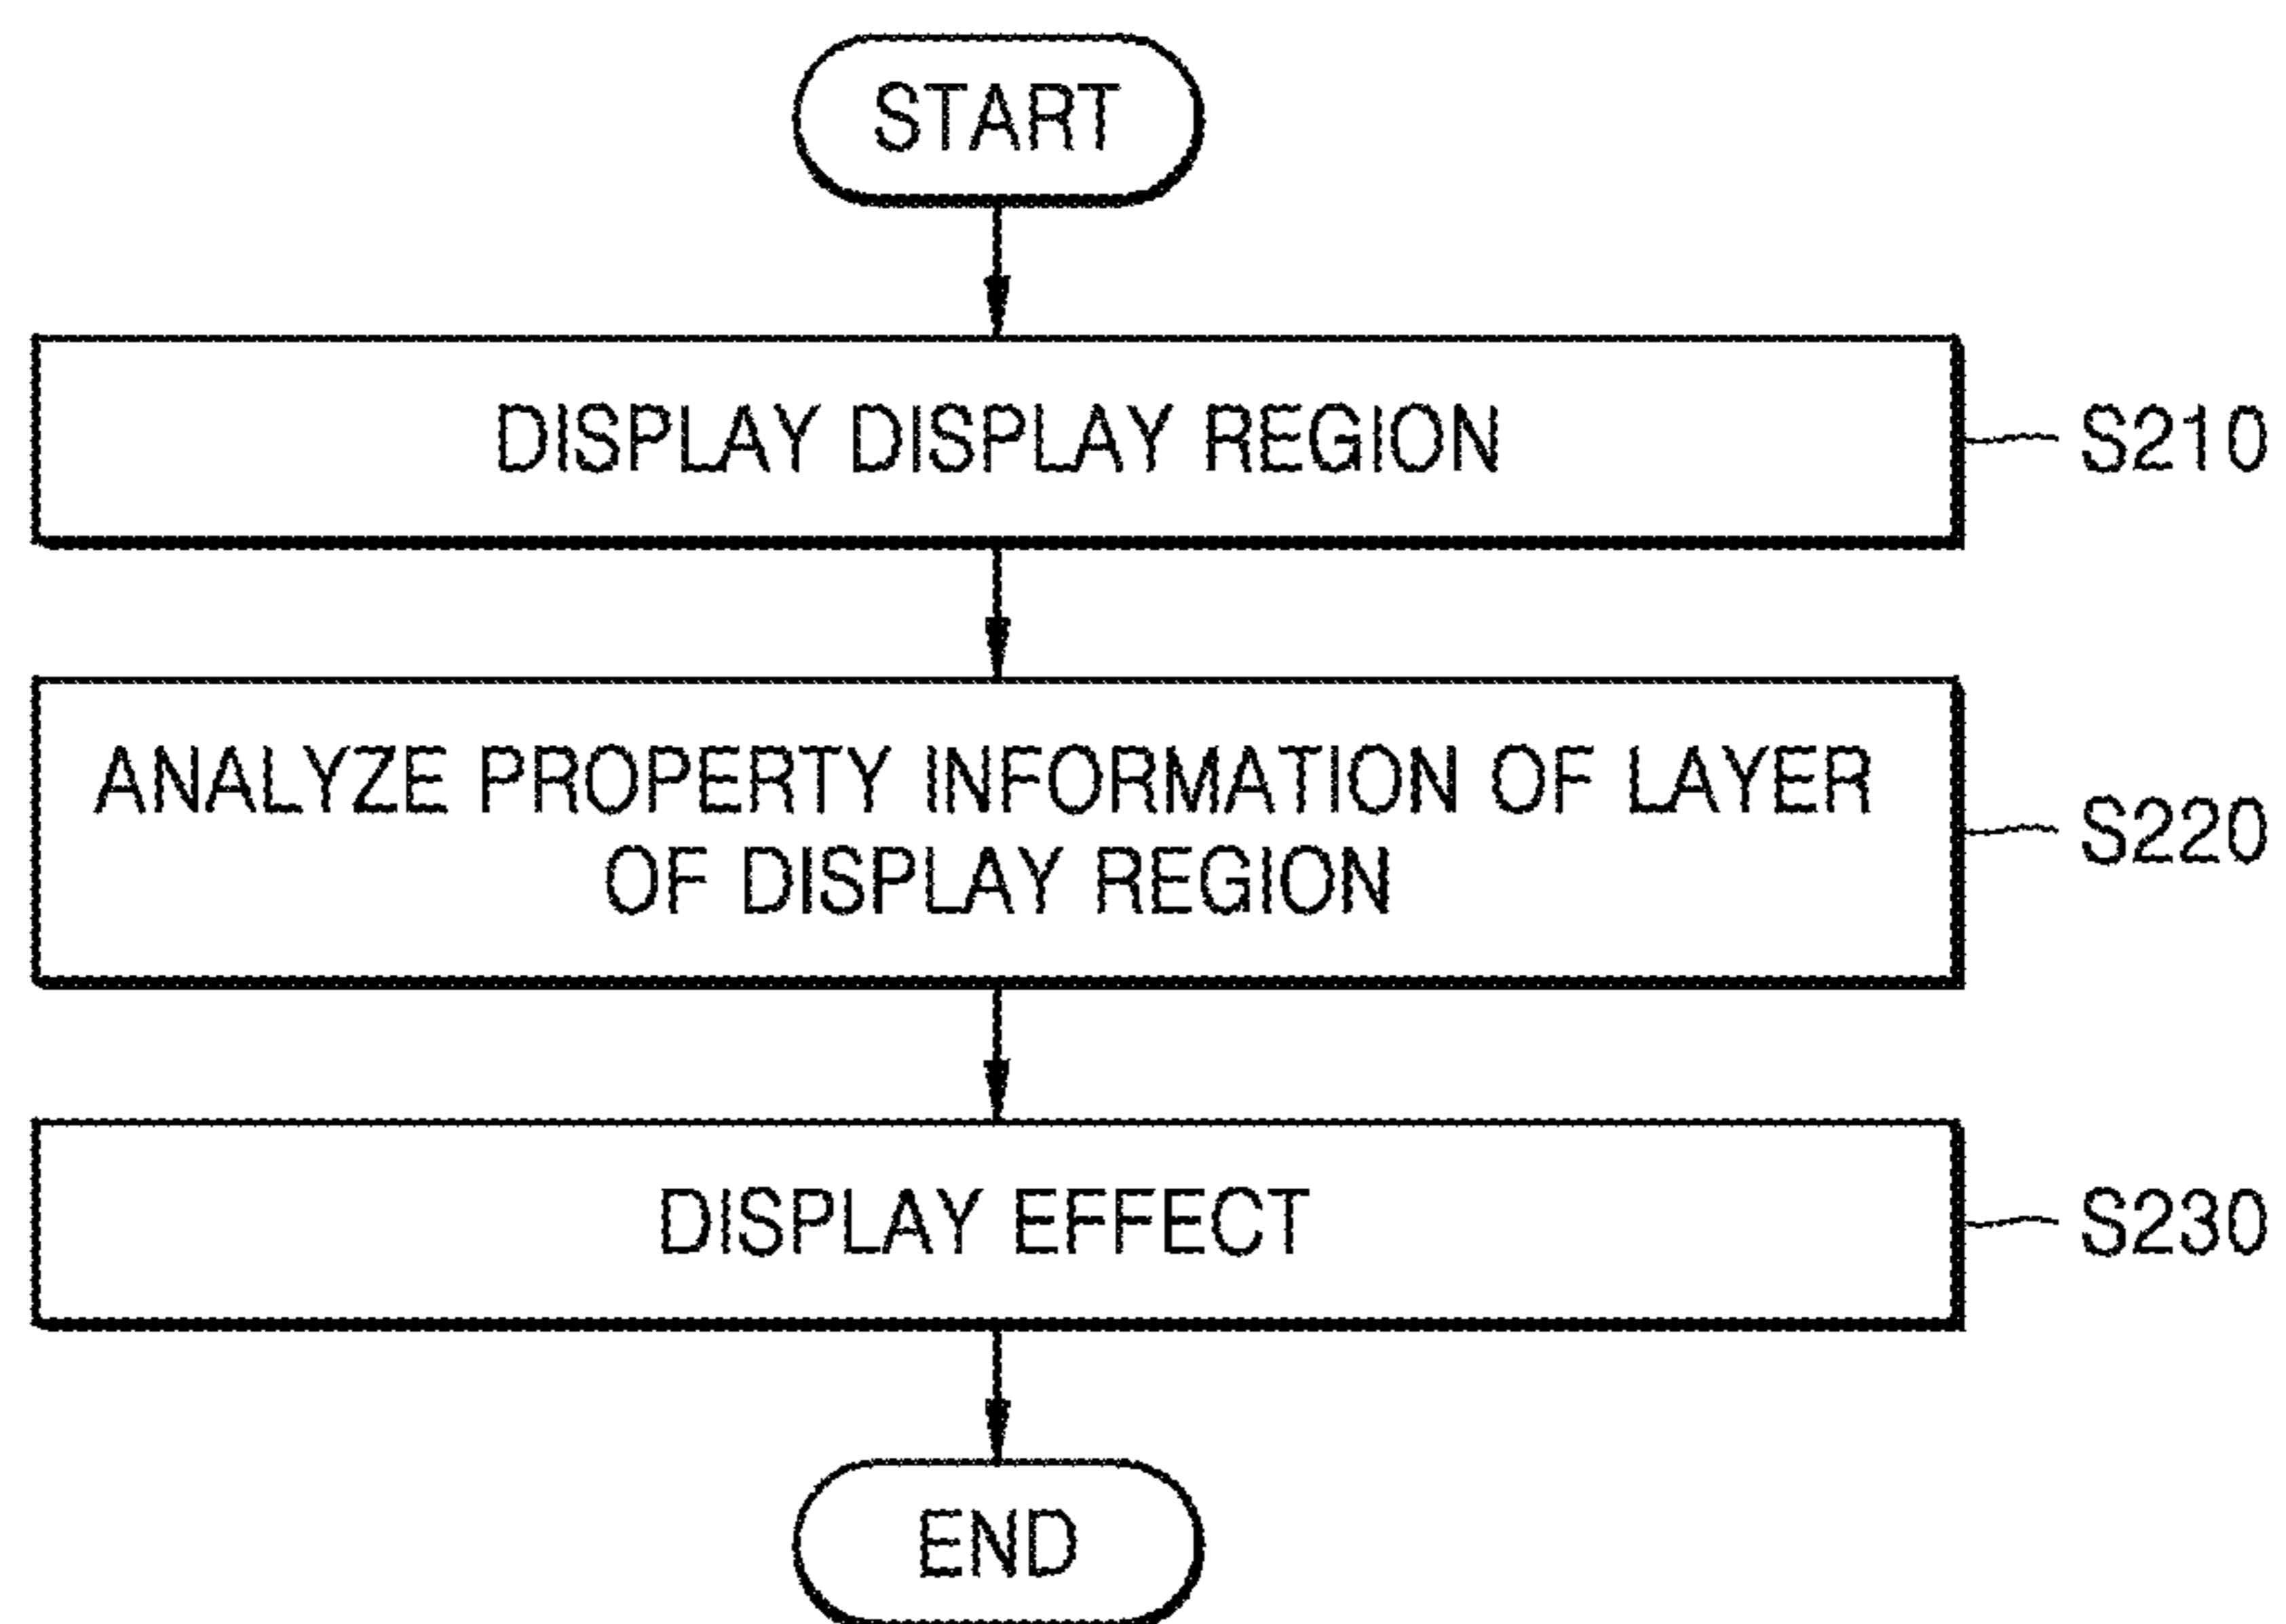 START
DISPLAY DISPLAY REGION
S210
ANALYZE PROPERTY INFORMATION OF LAYER
OF DISPLAY REGION
S220
DISPLAY EFFECT
S230
END